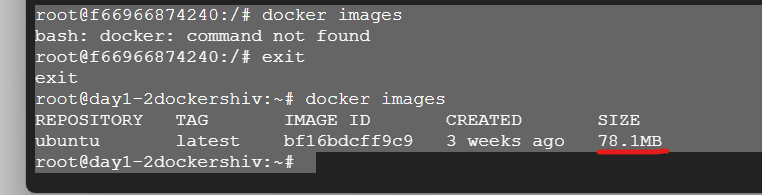 root@f66966874240:/# docker images
bash: docker: command not found
root@f66966874240:/# exit
exit
root@day1-2dockershiv:~# docker images
REPOSITORY   TAG       IMAGE ID       CREATED       SIZE
ubuntu       latest    bf16bdcff9c9   3 weeks ago   78.1MB
root@day1-2dockershiv:~#